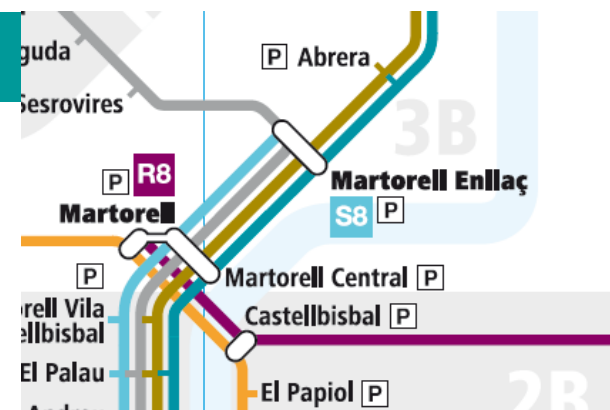 guda
P Abrera
Sesrovires
3B
P R8
Martorell
Martorell Enllaç
S8 P
P
Martorell Central P
rell Vila
ellbisbal
Castellbisbal P
El Palau
El Papiol P
2B